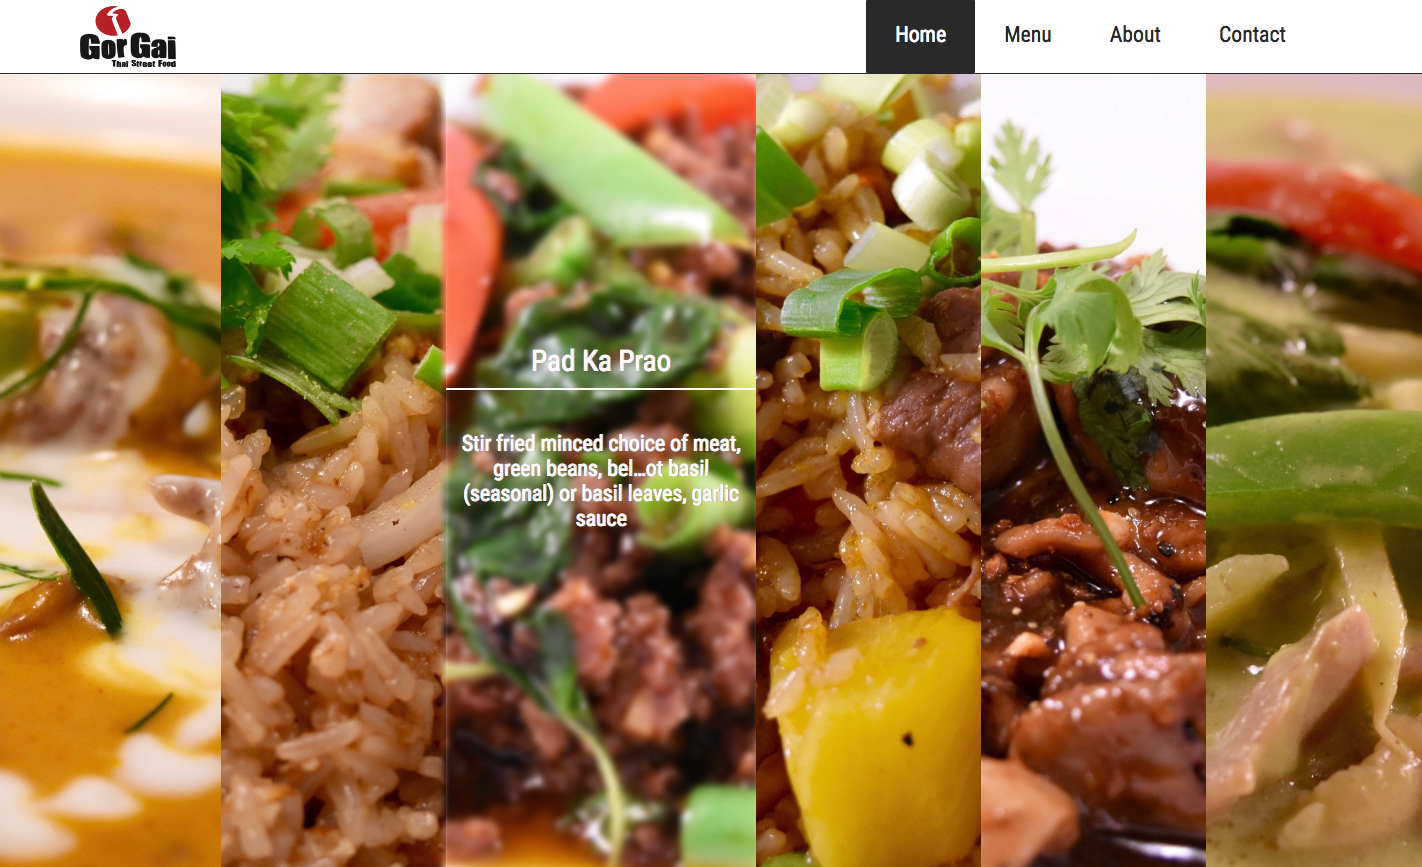 Gor Gai
Thai Street Food
Home
Menu
About
Contact
Pad Ka Prao
Stir fried minced choice of meat,
green beans, bel...ot basil
(seasonal) or basil leaves, garlic
sauce